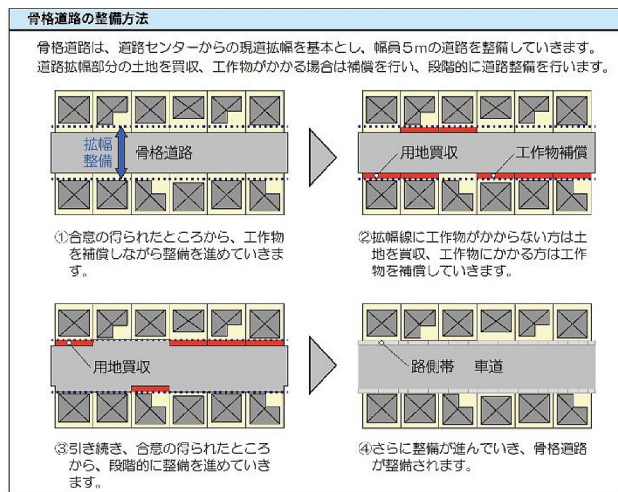 骨格道路の整備方法
骨格道路は、道路センターからの現道拡幅を基本とし、幅員5mの道路を整備していきます。
道路拡幅部分の土地を買収、工作物がかかる場合は補償を行い、段階的に道路整備を行います。
拡幅
整備
骨格道路
①合意の得られたところから、工作物
を補償しながら整備を進めていきま
す。
用地買収
工作物補償
②拡幅線に工作物がかからない方は土
地を買収、工作物にかかる方は工作
物を補償していきます。
用地買収
③引き続き、合意の得られたところ
から、段階的に整備を進めていき
ます。
路側帯 車道
④さらに整備が進んでいき、骨格道路
が整備されます。